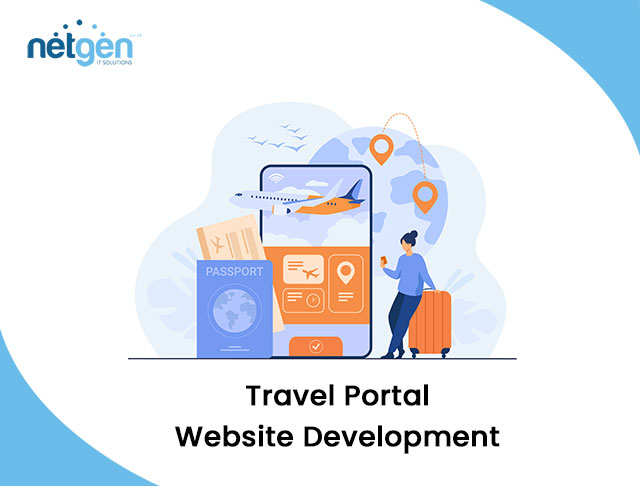 netgen
IT SOLUTIONS
PASSPORT
Travel Portal
Website Development